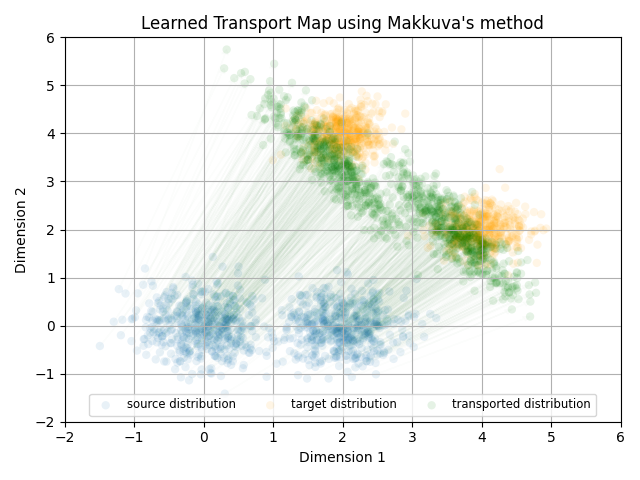 Learned Transport Map using Makkuva's method
6
5
4
3
2
1
0
−1
−2
Dimension 2
source distribution target distribution transported distribution
−2 −1 0 1 2 3 4 5 6
Dimension 1